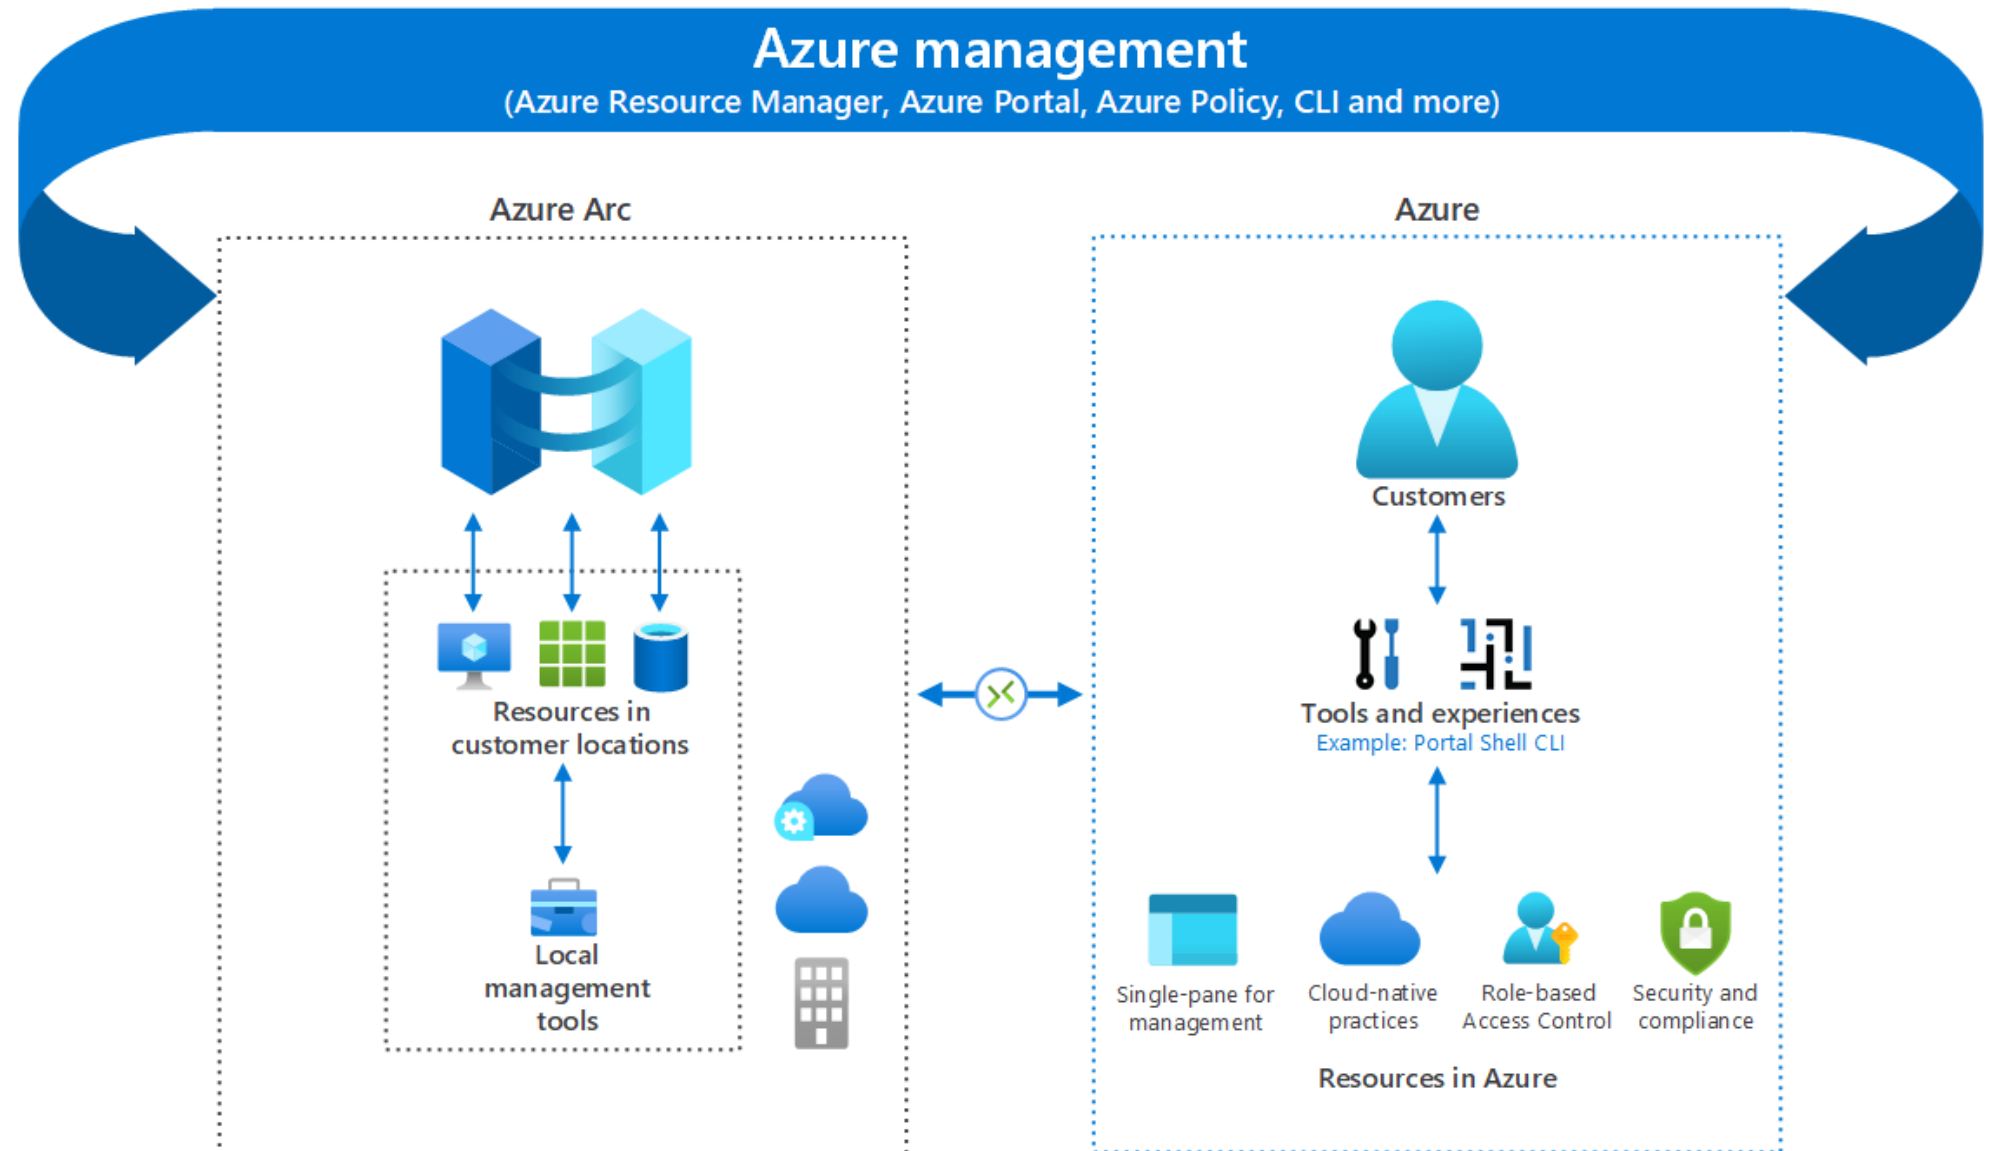 Azure management
(Azure Resource Manager, Azure Portal, Azure Policy, CLI and more)
Azure Arc
Resources in
customer locations
Local
management
tools
Azure
Customers
Tools and experiences
Example: Portal Shell CLI
Single-pane for
management
Cloud-native
practices
Role-based
Access Control
Security and
compliance
Resources in Azure